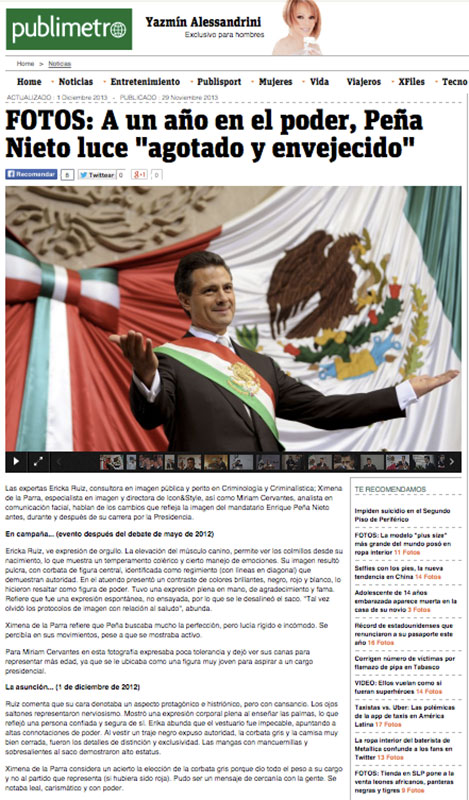 publimetro
Yazmín Alessandrini
Exclusivo para hombres
Home > Noticias
Home • Noticias • Entretenimiento • Publisport • Mujeres • Vida Viajeros • XFiles • Tecno
ACTUALIZADO : 1 Diciembre 2013 - PUBLICADO : 29 Noviembre 2013
FOTOS: A un año en el poder, Peña
Nieto luce "agotado y envejecido"
Recomendar 8 Twittear 0 g+1 0
Las expertas Ericka Ruiz, consultora en imagen pública y perito en Criminología y Criminalística; Ximena
de la Parra, especialista en imagen y directora de Icon&Style, así como Miriam Cervantes, analista en
comunicación facial, hablan de los cambios que refleja la imagen del mandatario Enrique Peña Nieto
antes, durante y después de su carrera por la Presidencia.
En campaña... (evento después del debate de mayo de 2012)
Ericka Ruiz, ve expresión de orgullo. La elevación del músculo canino, permite ver los colmillos desde su
nacimiento, lo que muestra un temperamento colérico y cierto manejo de emociones. Su imagen resultó
pulcra, con corbata de figura central, identificada como regimiento (con líneas en diagonal) que
demuestran autoridad. En el atuendo presentó un contraste de colores brillantes, negro, rojo y blanco, lo
hicieron resaltar como figura de poder. Tuvo una expresión plena en mano, de agradecimiento y fama.
Refiere que fue una expresión espontánea, no ensayada, por lo que se le desalineó el saco. "Tal vez
olvidó los protocolos de imagen con relación al saludo", abunda.
Ximena de la Parra refiere que Peña buscaba mucho la perfección, pero lucía rígido e incómodo. Se
percibía en sus movimientos, pese a que se mostraba activo.
Para Miriam Cervantes en esta fotografía expresaba poca tolerancia y dejó ver sus canas para
representar más edad, ya que se le ubicaba como una figura muy joven para aspirar a un cargo
presidencial.
La asunción... (1 de diciembre de 2012)
Ruiz comenta que su cara denotaba un aspecto protagónico e histriónico, pero con cansancio. Los ojos
saltones representaron nerviosismo. Mostró una expresión corporal plena al enseñar las palmas, lo que
reflejó una persona confiada y segura de sí. Erika abunda que el vestuario fue impecable, apuntando a
altas connotaciones de poder. Al vestir un traje negro expuso autoridad, la corbata gris y la camisa muy
bien cerrada, fueron los detalles de distinción y exclusividad. Las mangas con mancuernillas y
sobresalientes al saco demostraron alto estatus.
Ximena de la Parra considera un acierto la elección de la corbata gris porque dio todo el peso a su cargo
y no al partido que representa (si hubiera sido roja). Pudo ser un mensaje de cercanía con la gente. Se
notaba leal, carismático y con poder.
TE RECOMENDAMOS
Impiden suicidio en el Segundo
Piso de Periférico
FOTOS: La modelo "plus size"
más grande del mundo posó en
ropa interior 11 Fotos
Selfies con los pies, la nueva
tendencia en China 14 Fotos
Adolescente de 14 años
embarazada aparece muerta en la
casa de su novio 3 Fotos
Récord de estadounidenses que
renunciaron a su pasaporte este
año 16 Fotos
Corrigen número de víctimas por
flamazo de pipa en Tabasco
VIDEO: Ellos vuelan como si
fueran superhéroes 14 Fotos
Taxistas vs. Uber: Las polémicas
de la app de taxis en América
Latina 17 Fotos
La ropa interior del baterista de
Metallica confunde a los fans en
Twitter 13 Fotos
FOTOS: Tienda en SLP pone a la
venta leones africanos, panteras
negras y tigres 9 Fotos